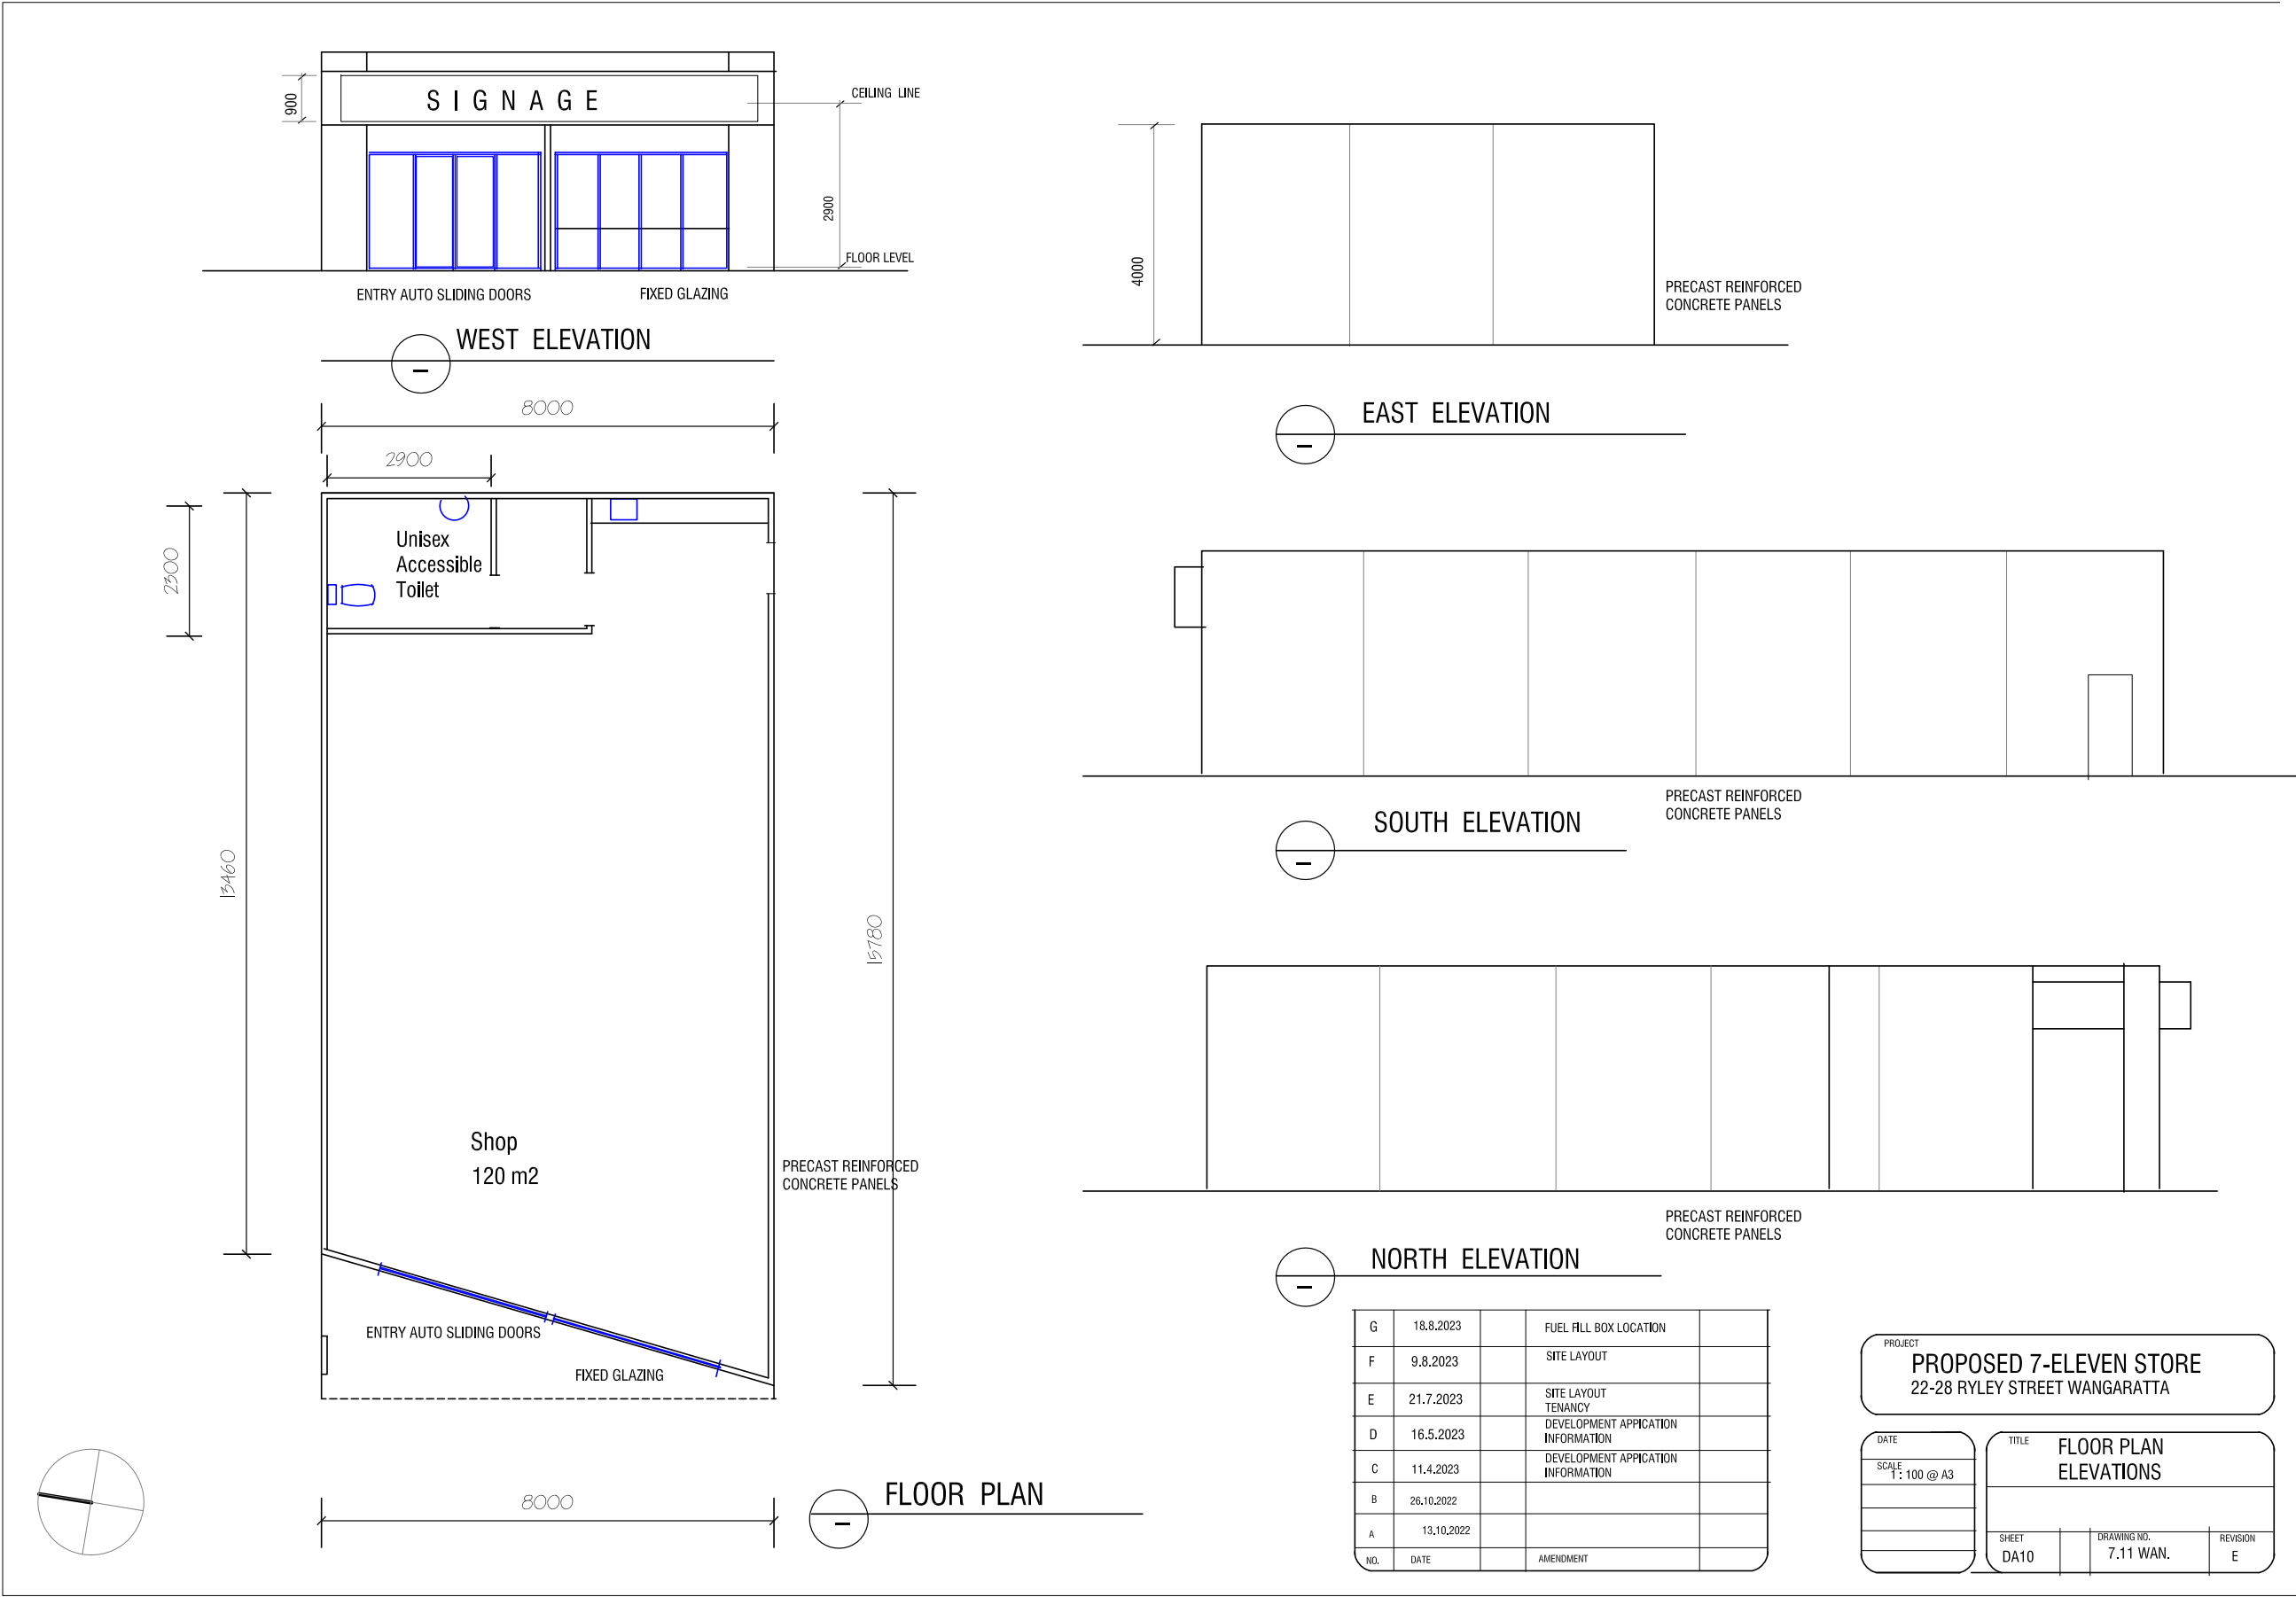 S I G N A G E
900
CEILING LINE
2900
FLOOR LEVEL
ENTRY AUTO SLIDING DOORS
FIXED GLAZING
WEST ELEVATION
4000
PRECAST REINFORCED
CONCRETE PANELS
EAST ELEVATION
8000
2900
2300
Unisex
Accessible
Toilet
13460
15780
Shop
120 m2
PRECAST REINFORCED
CONCRETE PANELS
ENTRY AUTO SLIDING DOORS
FIXED GLAZING
8000
FLOOR PLAN
PRECAST REINFORCED
CONCRETE PANELS
SOUTH ELEVATION
PRECAST REINFORCED
CONCRETE PANELS
NORTH ELEVATION
G 18.8.2023 FUEL FILL BOX LOCATION
F 9.8.2023 SITE LAYOUT
E 21.7.2023 SITE LAYOUT
TENANCY
D 16.5.2023 DEVELOPMENT APPICATION
INFORMATION
C 11.4.2023 DEVELOPMENT APPICATION
INFORMATION
B 26.10.2022
A 13.10.2022
NO. DATE AMENDMENT
PROJECT
PROPOSED 7-ELEVEN STORE
22-28 RYLEY STREET WANGARATTA
DATE
SCALE
1 : 100 @ A3
TITLE
FLOOR PLAN
ELEVATIONS
SHEET
DA10
DRAWING NO.
7.11 WAN.
REVISION
E